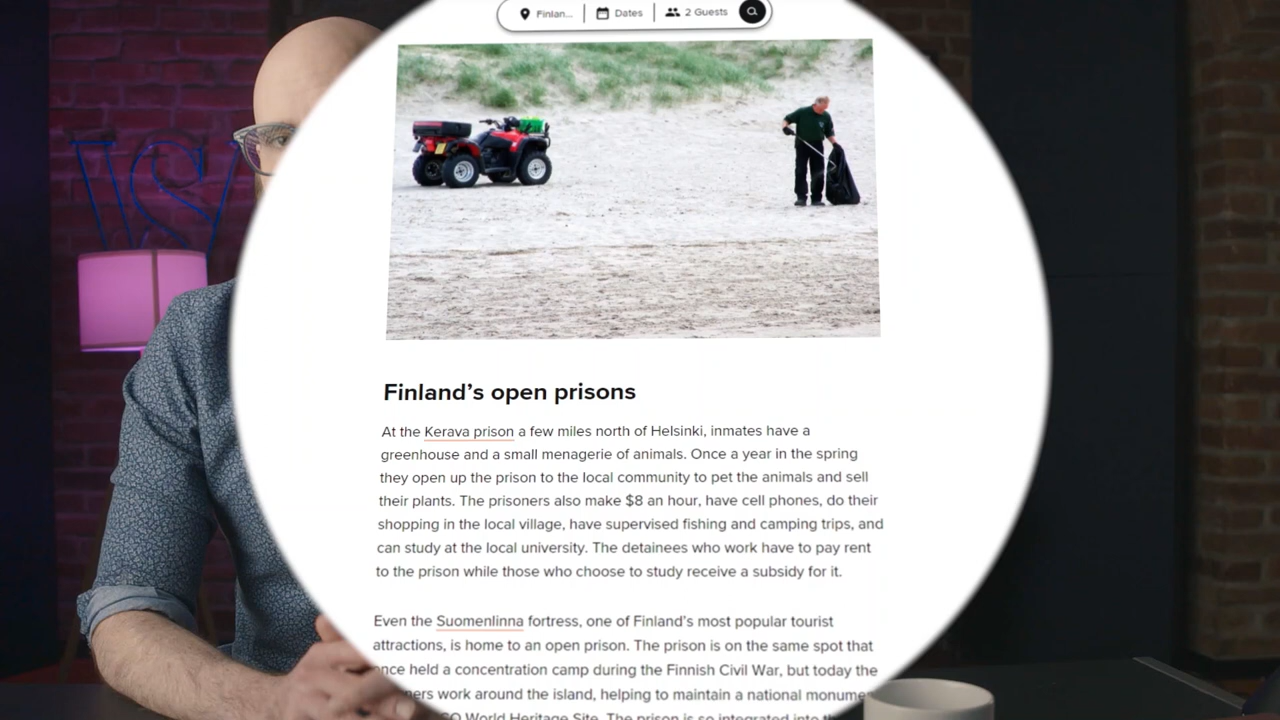 Finlan...
Dates
2 Guests
Finland's open prisons
At the Kerava prison a few miles north of Helsinki, inmates have a
greenhouse and a small menagerie of animals. Once a year in the spring
they open up the prison to the local community to pet the animals and sell
their plants. The prisoners also make $8 an hour, have cell phones, do their
shopping in the local village, have supervised fishing and camping trips, and
can study at the local university. The detainees who work have to pay rent
to the prison while those who choose to study receive a subsidy for it.
Even the Suomenlinna fortress, one of Finland's most popular tourist
attractions, is home to an open prison. The prison is on the same spot that
once held a concentration camp during the Finnish Civil War, but today the
work around the island, helping to maintain a national
World Heritage Site. The prison is so integrated into